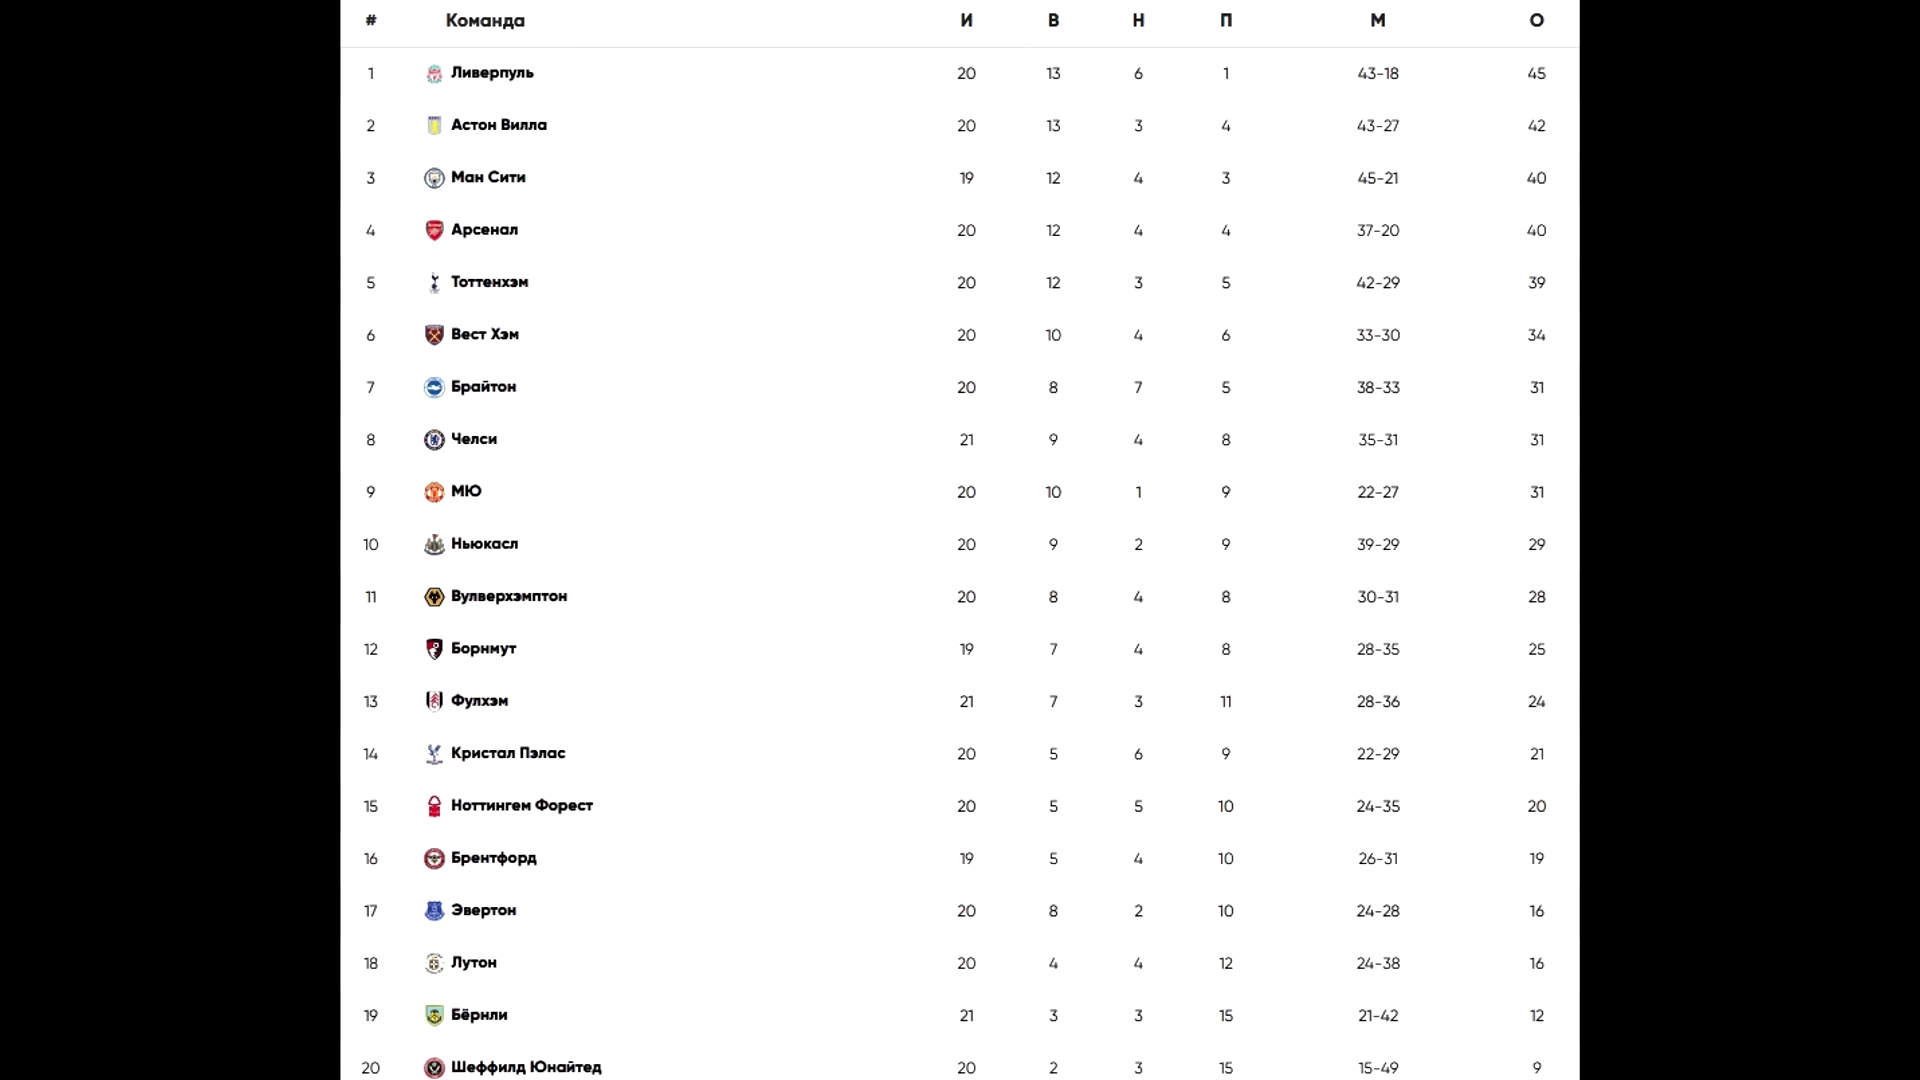 # Команда И В Н П М О
1 Ливерпуль 20 13 6 1 43-18 45
2 Астон Вилла 20 13 3 4 43-27 42
3 Ман Сити 19 12 4 3 45-21 40
4 Арсенал 20 12 4 4 37-20 40
5 Тоттенхэм 20 12 3 5 42-29 39
6 Вест Хэм 20 10 4 6 33-30 34
7 Брайтон 20 8 7 5 38-33 31
8 Челси 21 9 4 8 35-31 31
9 МЮ 20 10 1 9 22-27 31
10 Ньюкасл 20 9 2 9 39-29 29
11 Вулверхэмптон 20 8 4 8 30-31 28
12 Борнмут 19 7 4 8 28-35 25
13 Фулхэм 21 7 3 11 28-36 24
14 Кристал Пэлас 20 5 6 9 22-29 21
15 Ноттингем Форест 20 5 5 10 24-35 20
16 Брентфорд 19 5 4 10 26-31 19
17 Эвертон 20 8 2 10 24-28 16
18 Лутон 20 4 4 12 24-38 16
19 Бёрнли 21 3 3 15 21-42 12
20 Шеффилд Юнайтед 20 2 3 15 15-49 9